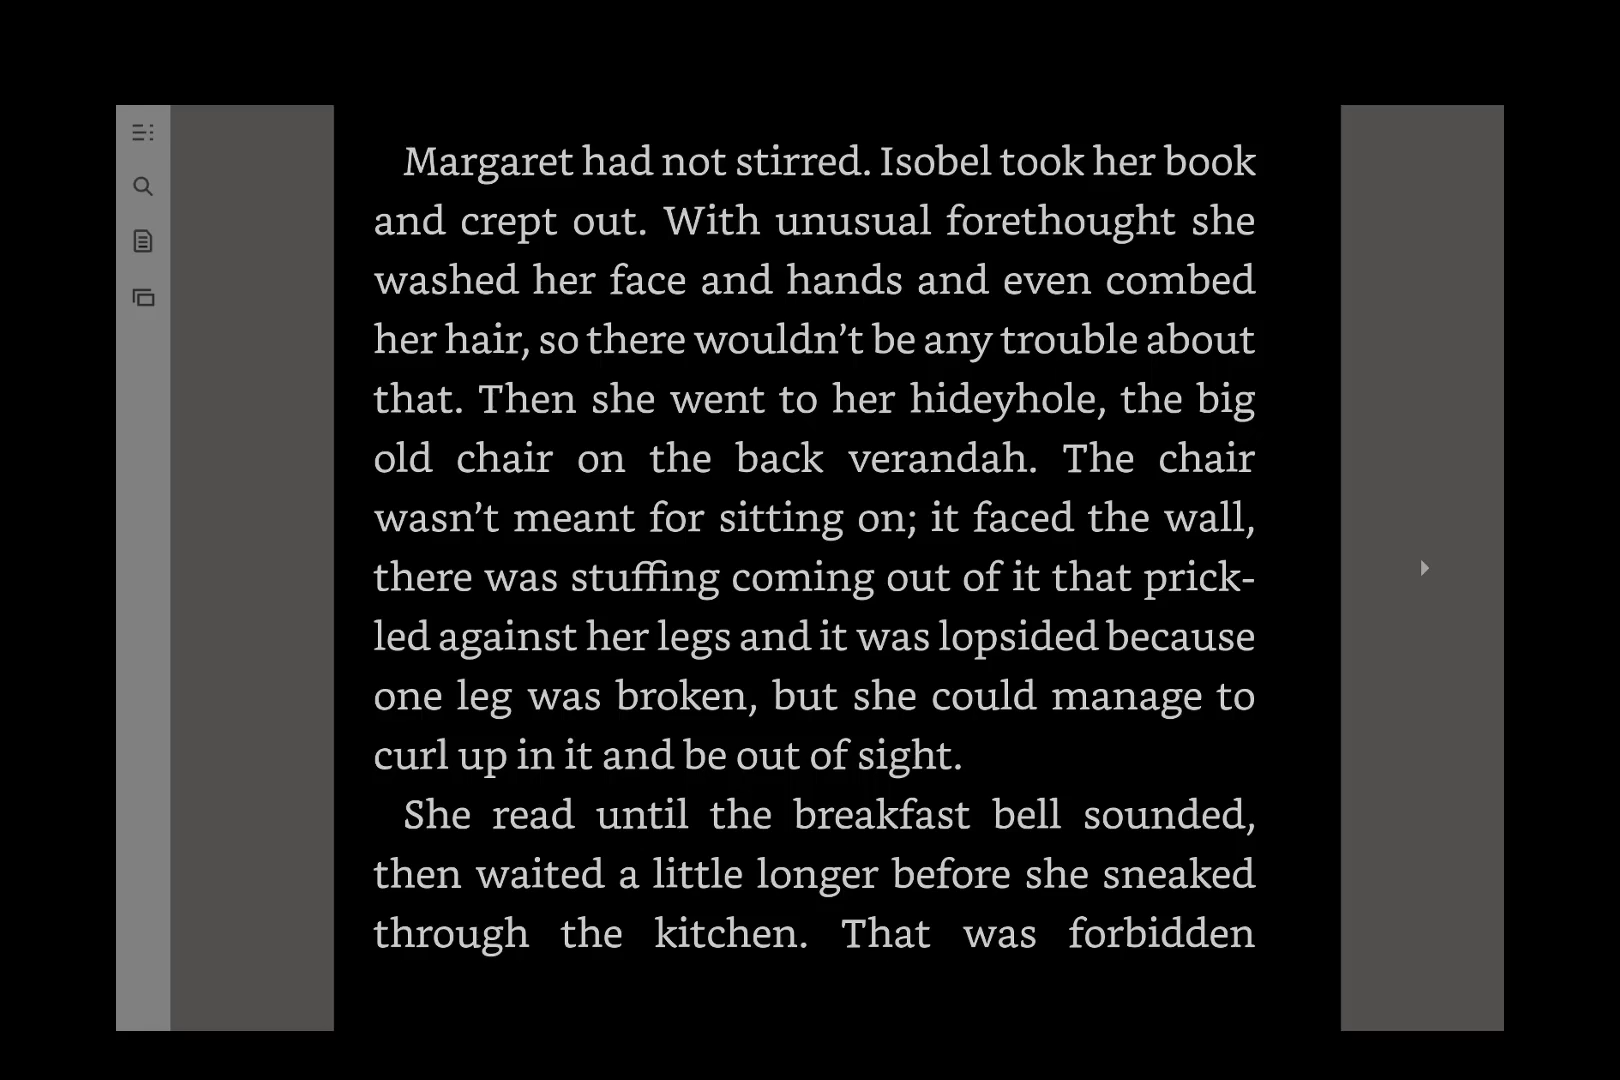 Margaret had not stirred. Isobel took her book
and crept out. With unusual forethought she
washed her face and hands and even combed
her hair, so there wouldn’t be any trouble about
that. Then she went to her hideyhole, the big
old chair on the back verandah. The chair
wasn’t meant for sitting on; it faced the wall,
there was stuffing coming out of it that prick-
led against her legs and it was lopsided because
one leg was broken, but she could manage to
curl up in it and be out of sight.
She read until the breakfast bell sounded,
then waited a little longer before she sneaked
through the kitchen. That was forbidden